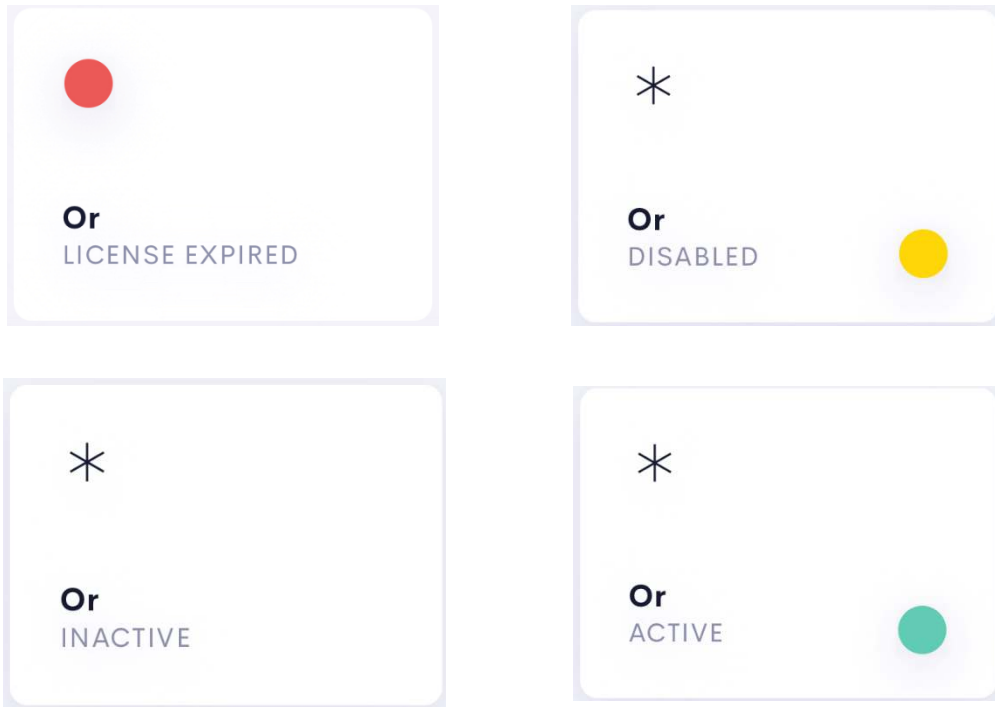 Or
LICENSE EXPIRED
Or
DISABLED
Or
INACTIVE
Or
ACTIVE